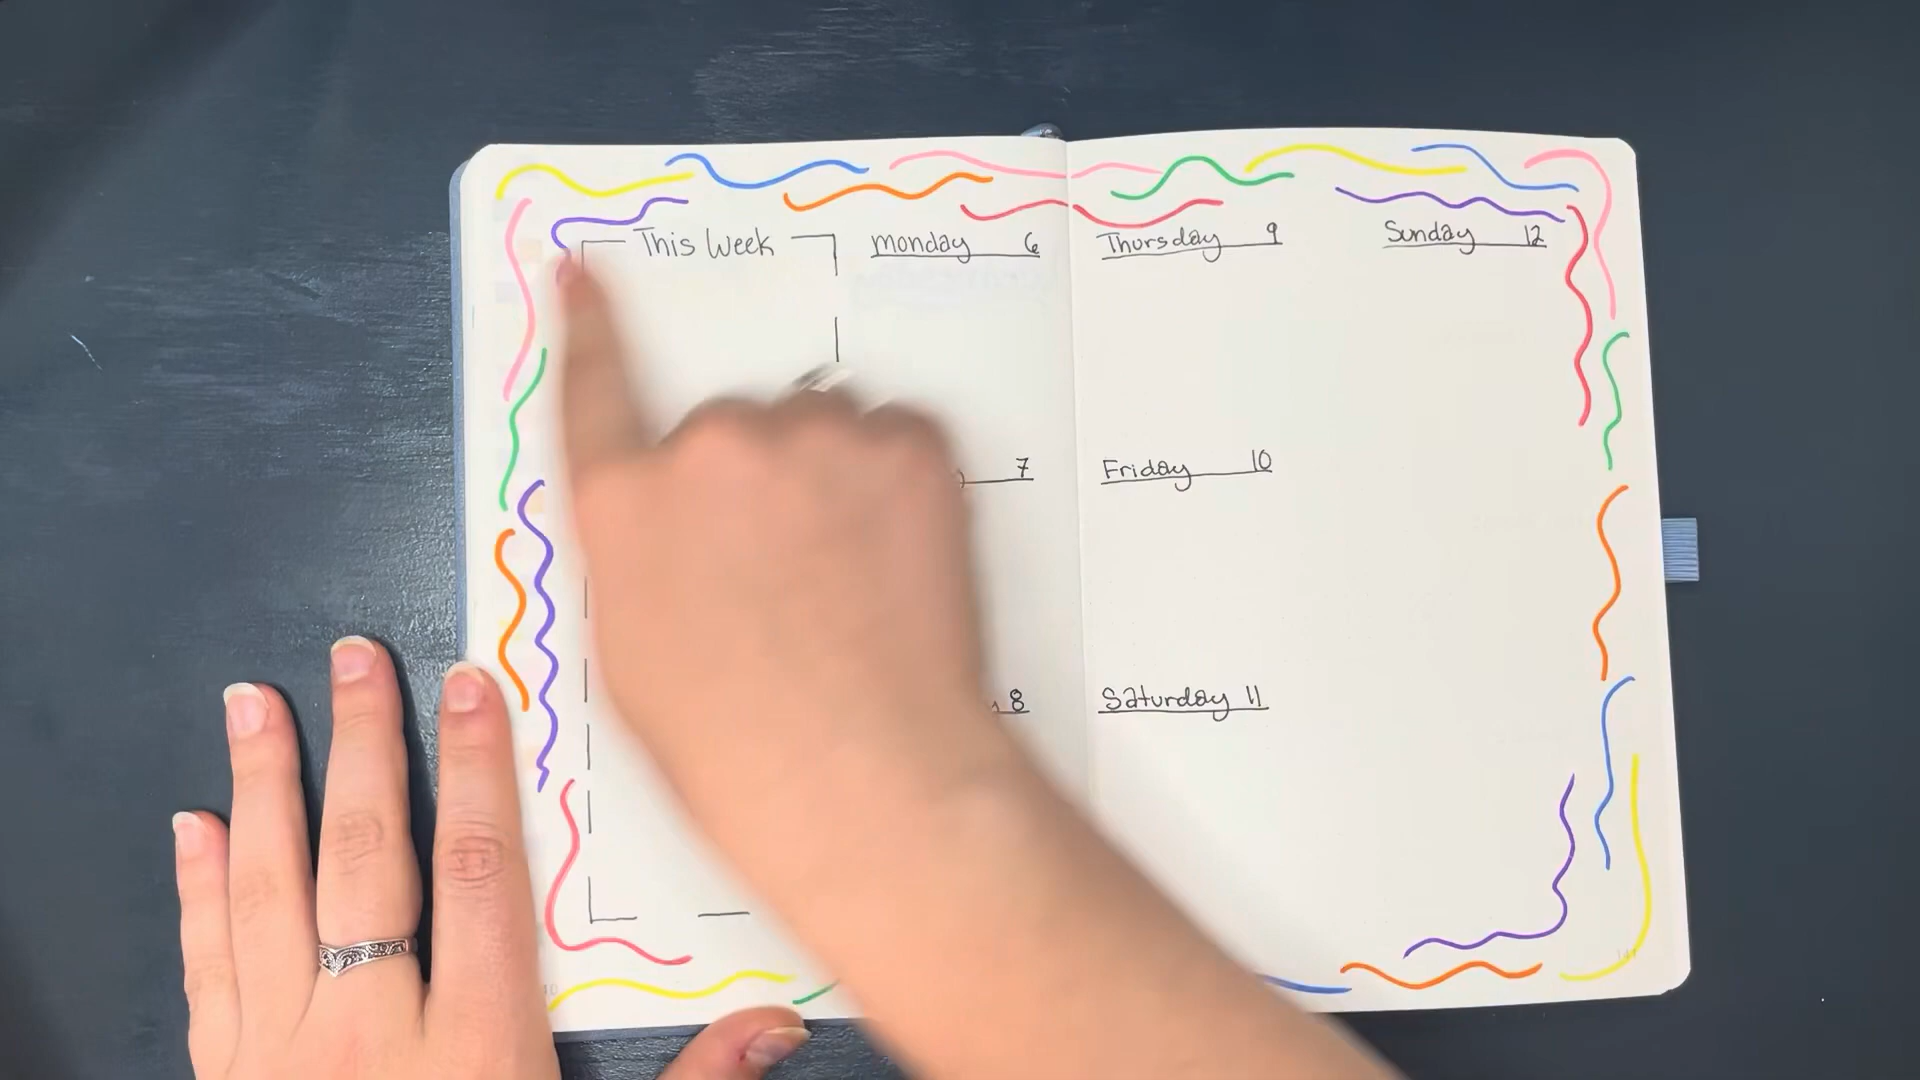 This Week
monday 6
7
8
Thursday 9
Friday 10
Saturday 11
Sunday 12